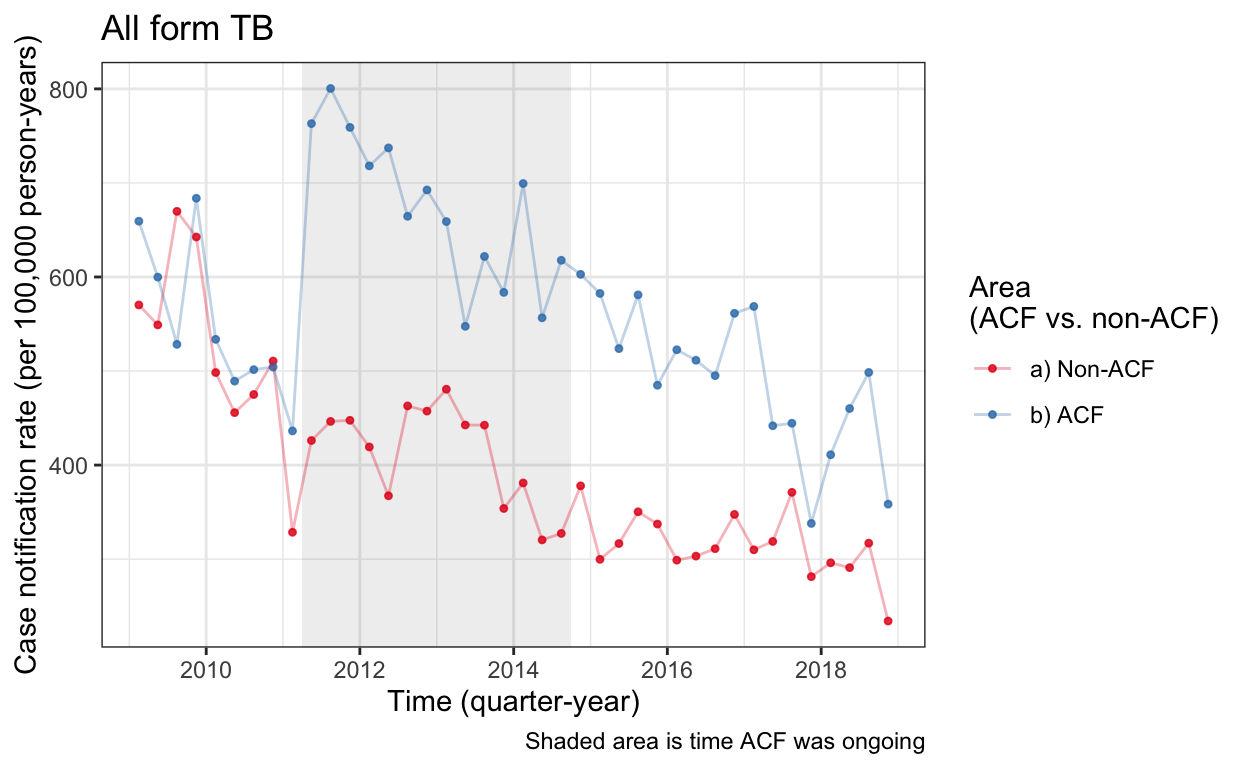 All form TB
Case notification rate (per 100,000 person-years)
800
600
400
2010
2012
2014
2016
2018
Time (quarter-year)
Shaded area is time ACF was ongoing
Area
(ACF vs. non-ACF)
a) Non-ACF
b) ACF